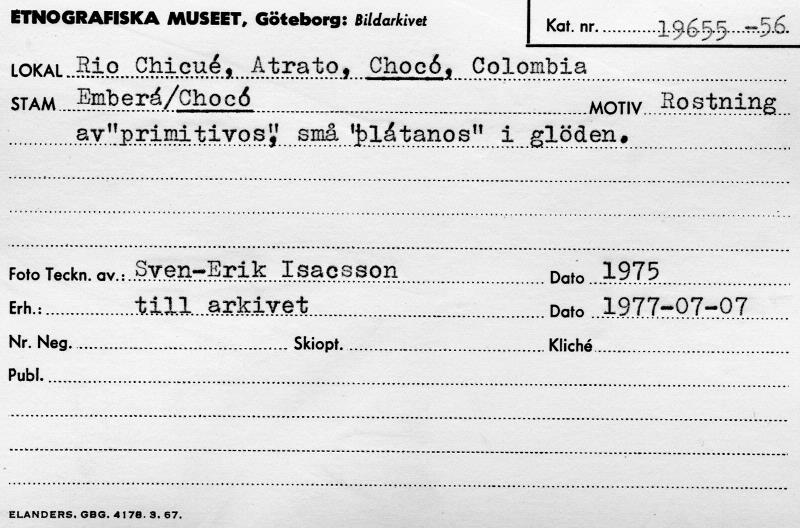 ETNOGRAFISKA MUSEET, Göteborg: Bildarkivet
Kat. nr. 19655 -56.
LOKAL Rio Chicué, Atrato, Chocó, Colombia
STAM Emberá/Chocó MOTIV Rostning
av "primitivos", små "plátanos" i glöden.
Foto Teckn. av.: Sven-Erik Isacsson Dato 1975
Erh.: till arkivet Dato 1977-07-07
Nr. Neg. Skiopt. Kliché
Publ.
ELANDERS. GBG. 4178. 3. 67.